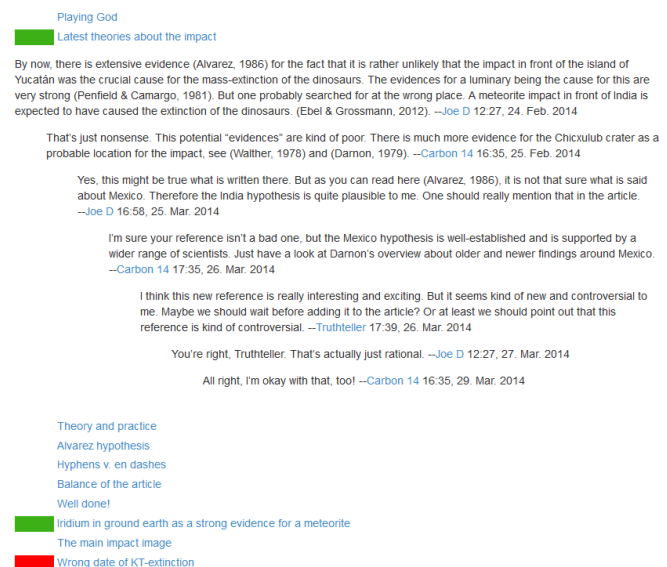 Playing God
Latest theories about the impact
By now, there is extensive evidence (Alvarez, 1986) for the fact that it is rather unlikely that the impact in front of the island of
Yucatán was the crucial cause for the mass-extinction of the dinosaurs. The evidences for a luminary being the cause for this are
very strong (Penfield & Camargo, 1981). But one probably searched for at the wrong place. A meteorite impact in front of India is
expected to have caused the extinction of the dinosaurs. (Ebel & Grossmann, 2012). --Joe D 12:27, 24. Feb. 2014
That's just nonsense. This potential “evidences” are kind of poor. There is much more evidence for the Chicxulub crater as a
probable location for the impact, see (Walther, 1978) and (Darnon, 1979). --Carbon 14 16:35, 25. Feb. 2014
Yes, this might be true what is written there. But as you can read here (Alvarez, 1986), it is not that sure what is said
about Mexico. Therefore the India hypothesis is quite plausible to me. One should really mention that in the article.
--Joe D 16:58, 25. Mar. 2014
I'm sure your reference isn't a bad one, but the Mexico hypothesis is well-established and is supported by a
wider range of scientists. Just have a look at Darnon's overview about older and newer findings around Mexico.
--Carbon 14 17:35, 26. Mar. 2014
I think this new reference is really interesting and exciting. But it seems kind of new and controversial to
me. Maybe we should wait before adding it to the article? Or at least we should point out that this
reference is kind of controversial. --Truthteller 17:39, 26. Mar. 2014
You're right, Truthteller. That's actually just rational. --Joe D 12:27, 27. Mar. 2014
All right, I'm okay with that, too! --Carbon 14 16:35, 29. Mar. 2014
Theory and practice
Alvarez hypothesis
Hyphens v. en dashes
Balance of the article
Well done!
Iridium in ground earth as a strong evidence for a meteorite
The main impact image
Wrong date of KT-extinction